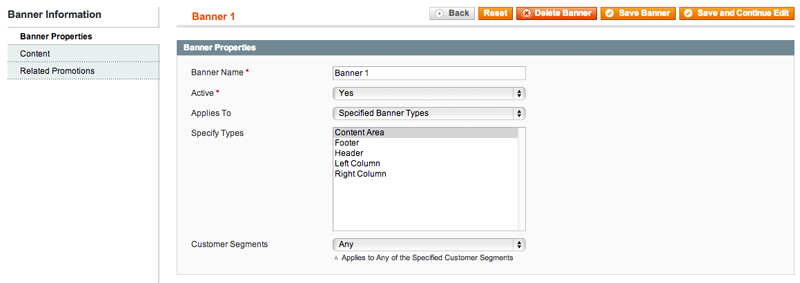 Banner Information
Banner Properties
Content
Related Promotions
Banner 1
Back Reset Delete Banner Save Banner Save and Continue Edit
Banner Properties
Banner Name * Banner 1
Active * Yes
Applies To Specified Banner Types
Specify Types Content Area
Footer
Header
Left Column
Right Column
Customer Segments Any
Applies to Any of the Specified Customer Segments